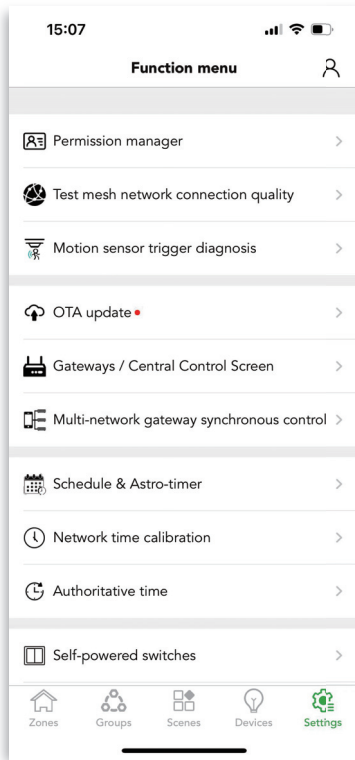 15:07
Function menu
Permission manager
Test mesh network connection quality
Motion sensor trigger diagnosis
OTA update
Gateways / Central Control Screen
Multi-network gateway synchronous control
Schedule & Astro-timer
Network time calibration
Authoritative time
Self-powered switches
Zones Groups Scenes Devices Settings